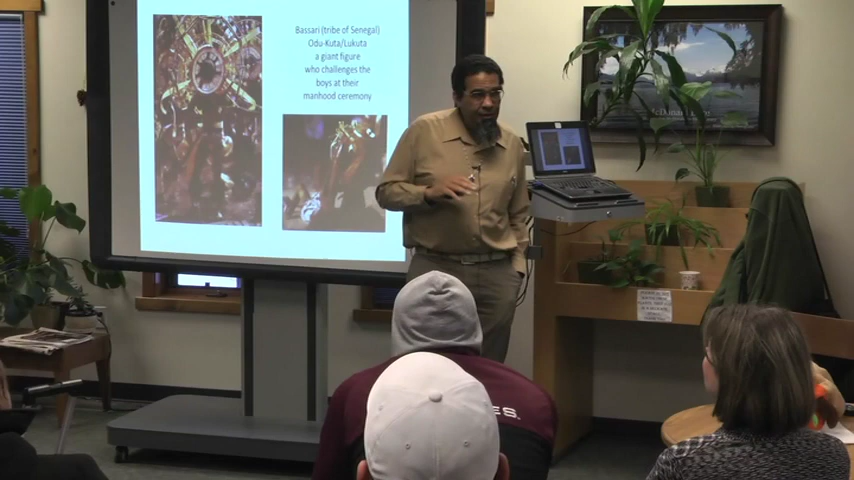 Bassari (tribe of Senegal)
Odu-Kuta/Lukuta
a giant figure
who challenges the
boys at their
manhood ceremony